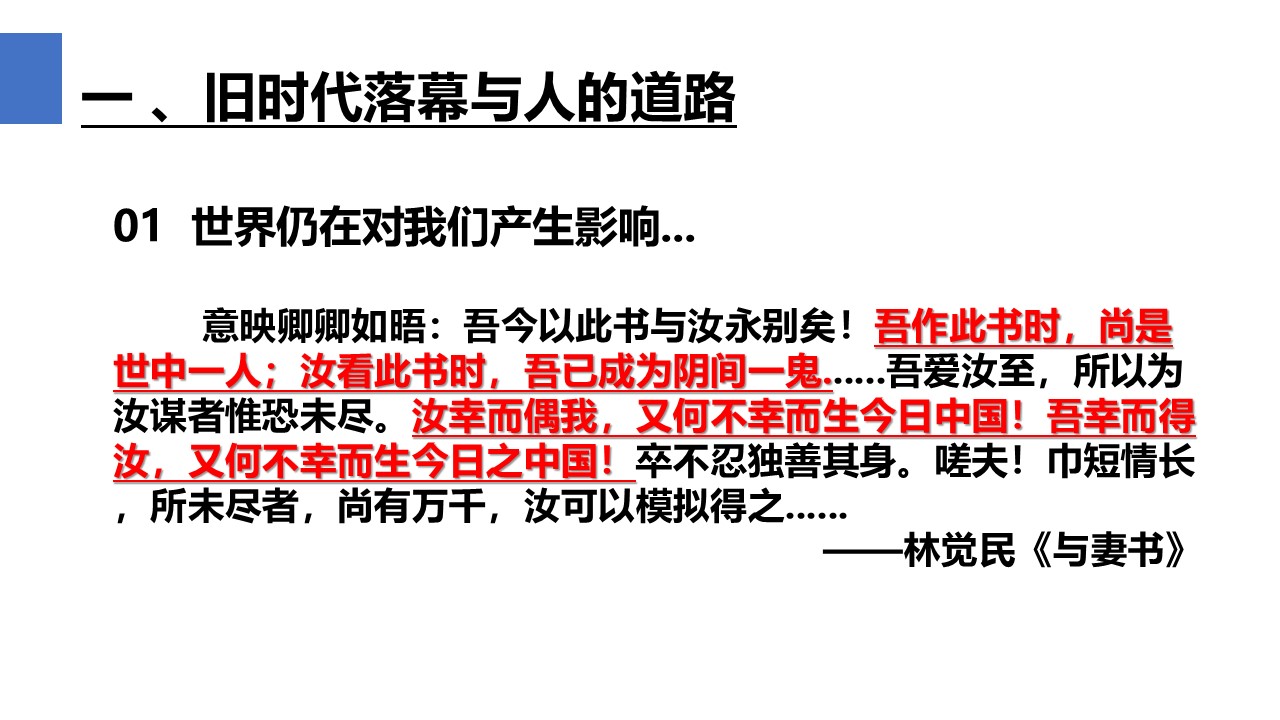 一 、旧时代落幕与人的道路
01 世界仍在对我们产生影响...
意映卿卿如晤：吾今以此书与汝永别矣！吾作此书时，尚是
世中一人；汝看此书时，吾已成为阴间一鬼.……吾爱汝至，所以为
汝谋者惟恐未尽。汝幸而偶我，又何不幸而生今日中国！吾幸而得
汝，又何不幸而生今日之中国！卒不忍独善其身。嗟夫！巾短情长
，所未尽者，尚有万千，汝可以模拟得之……
——林觉民《与妻书》